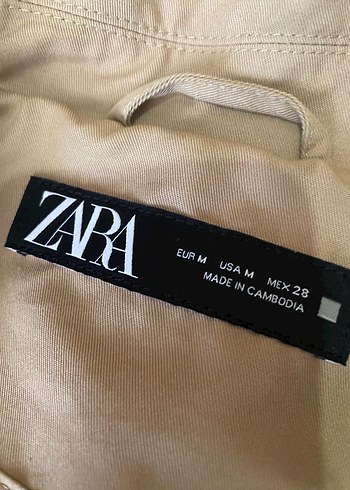 ZARA
EUR M USA M MEX 28
MADE IN CAMBODIA